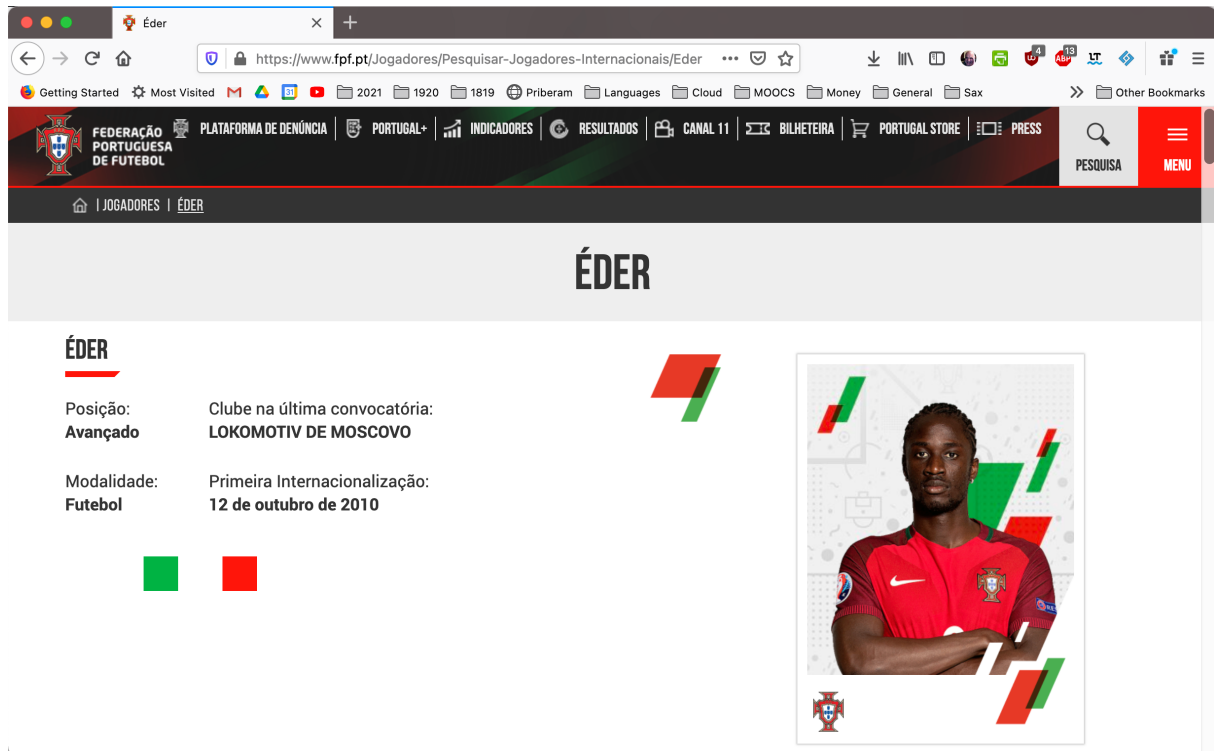 Éder
https://www.fpf.pt/Jogadores/Pesquisar-Jogadores-Internacionais/Eder
4
13
Getting Started
Most Visited
31
2021
1920
1819
Priberam
Languages
Cloud
MOOCS
Money
General
Sax
Other Bookmarks
FEDERAÇÃO
PORTUGUESA
DE FUTEBOL
PLATAFORMA DE DENÚNCIA
PORTUGAL+
INDICADORES
RESULTADOS
CANAL 11
BILHETEIRA
PORTUGAL STORE
PRESS
PESQUISA
MENU
| JOGADORES | ÉDER
ÉDER
ÉDER
Posição: Clube na última convocatória:
Avançado LOKOMOTIV DE MOSCOVO
Modalidade: Primeira Internacionalização:
Futebol 12 de outubro de 2010